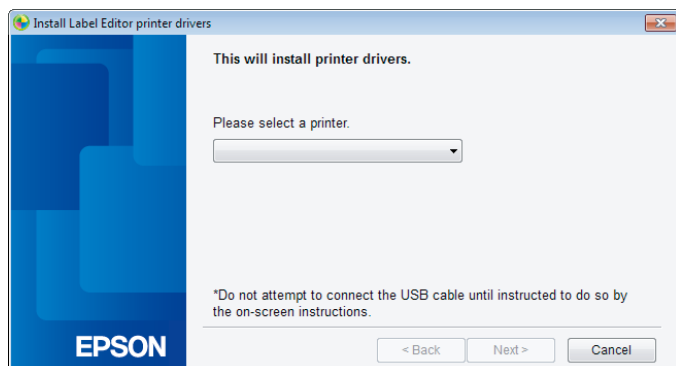 Install Label Editor printer drivers
This will install printer drivers.
Please select a printer.
*Do not attempt to connect the USB cable until instructed to do so by
the on-screen instructions.
EPSON
< Back
Next >
Cancel